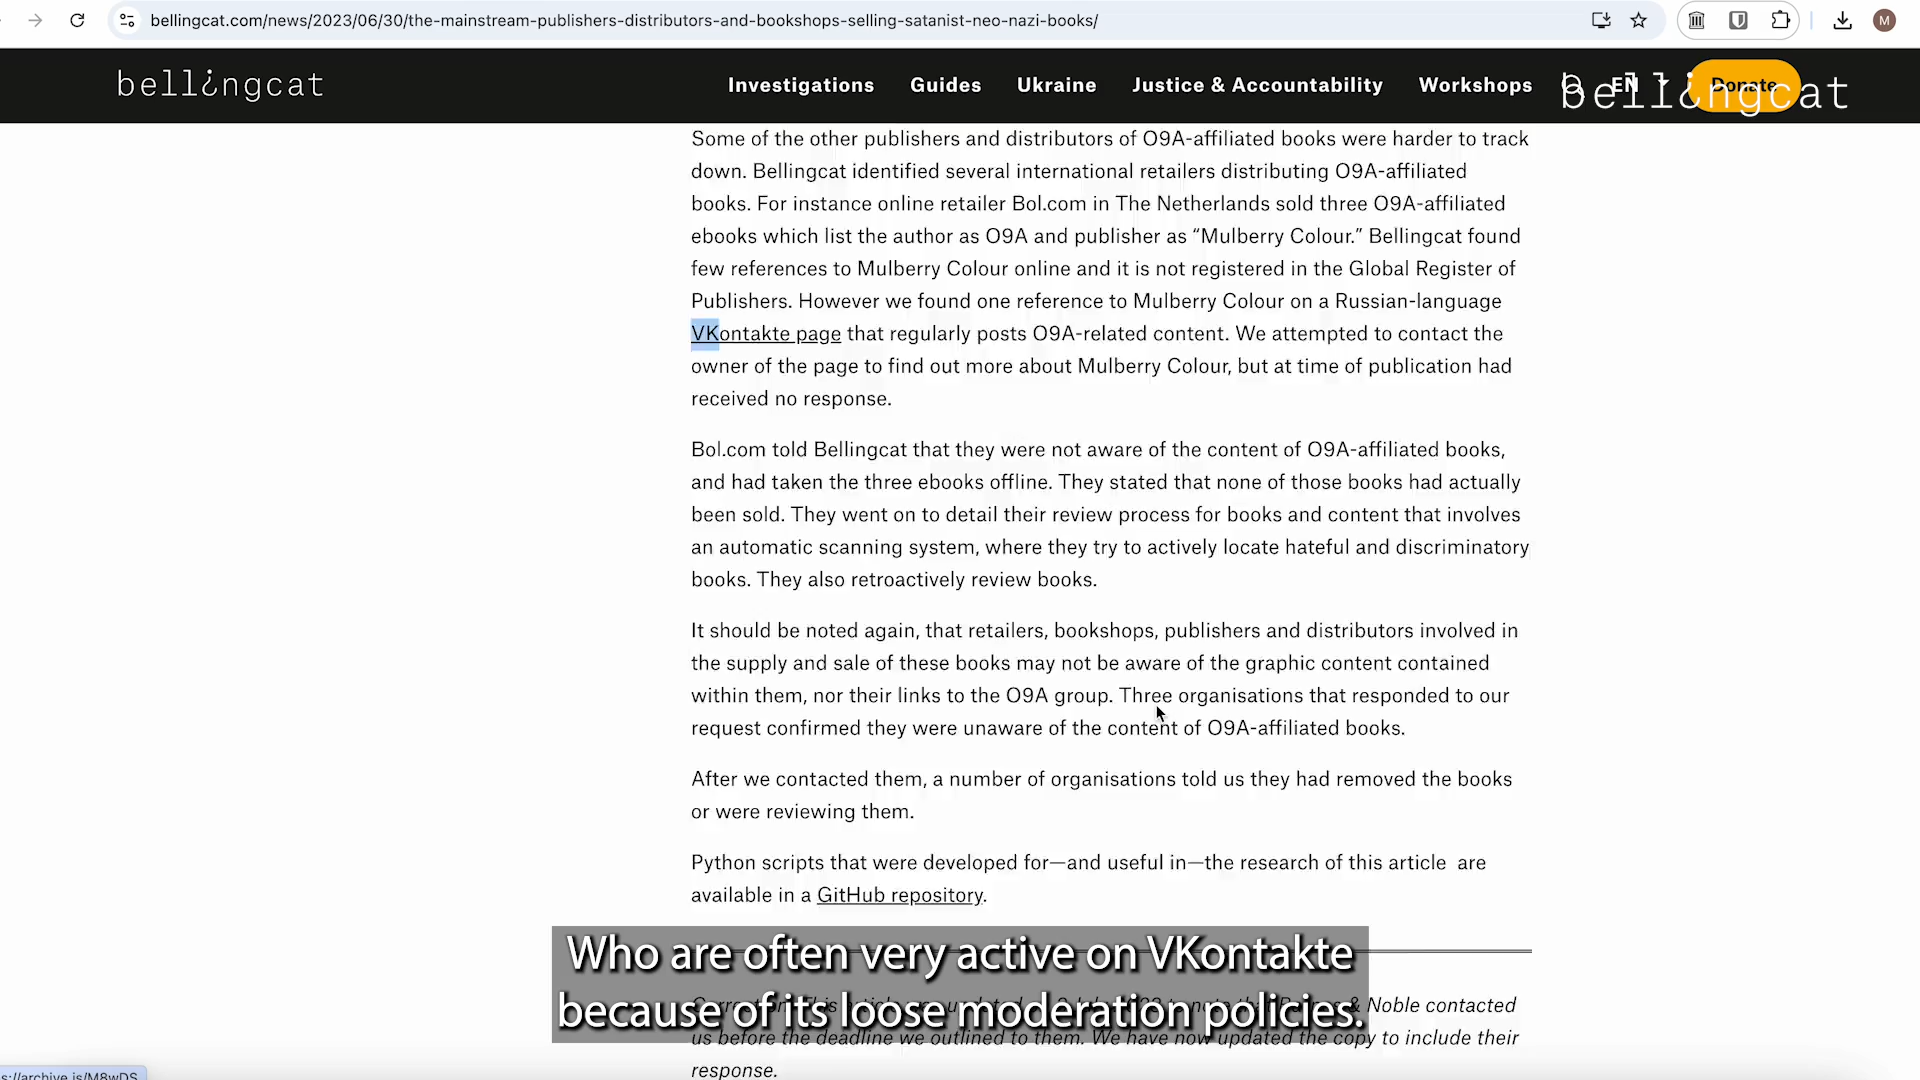 bellingcat.com/news/2023/06/30/the-mainstream-publishers-distributors-and-bookshops-selling-satanist-neo-nazi-books/
M
bell¿ngcat
Investigations Guides Ukraine Justice & Accountability Workshops EN Donate
bell¿ngcat
Some of the other publishers and distributors of O9A-affiliated books were harder to track
down. Bellingcat identified several international retailers distributing O9A-affiliated
books. For instance online retailer Bol.com in The Netherlands sold three O9A-affiliated
ebooks which list the author as O9A and publisher as “Mulberry Colour.” Bellingcat found
few references to Mulberry Colour online and it is not registered in the Global Register of
Publishers. However we found one reference to Mulberry Colour on a Russian-language
VKontakte page that regularly posts O9A-related content. We attempted to contact the
owner of the page to find out more about Mulberry Colour, but at time of publication had
received no response.
Bol.com told Bellingcat that they were not aware of the content of O9A-affiliated books,
and had taken the three ebooks offline. They stated that none of those books had actually
been sold. They went on to detail their review process for books and content that involves
an automatic scanning system, where they try to actively locate hateful and discriminatory
books. They also retroactively review books.
It should be noted again, that retailers, bookshops, publishers and distributors involved in
the supply and sale of these books may not be aware of the graphic content contained
within them, nor their links to the O9A group. Three organisations that responded to our
request confirmed they were unaware of the content of O9A-affiliated books.
After we contacted them, a number of organisations told us they had removed the books
or were reviewing them.
Python scripts that were developed for—and useful in—the research of this article are
available in a GitHub repository.
Who are often very active on VKontakte
because of its loose moderation policies.
& Noble contacted
us before the deadline we outlined to them. We have now updated the copy to include their
response.
s://archive.is/M8wDS